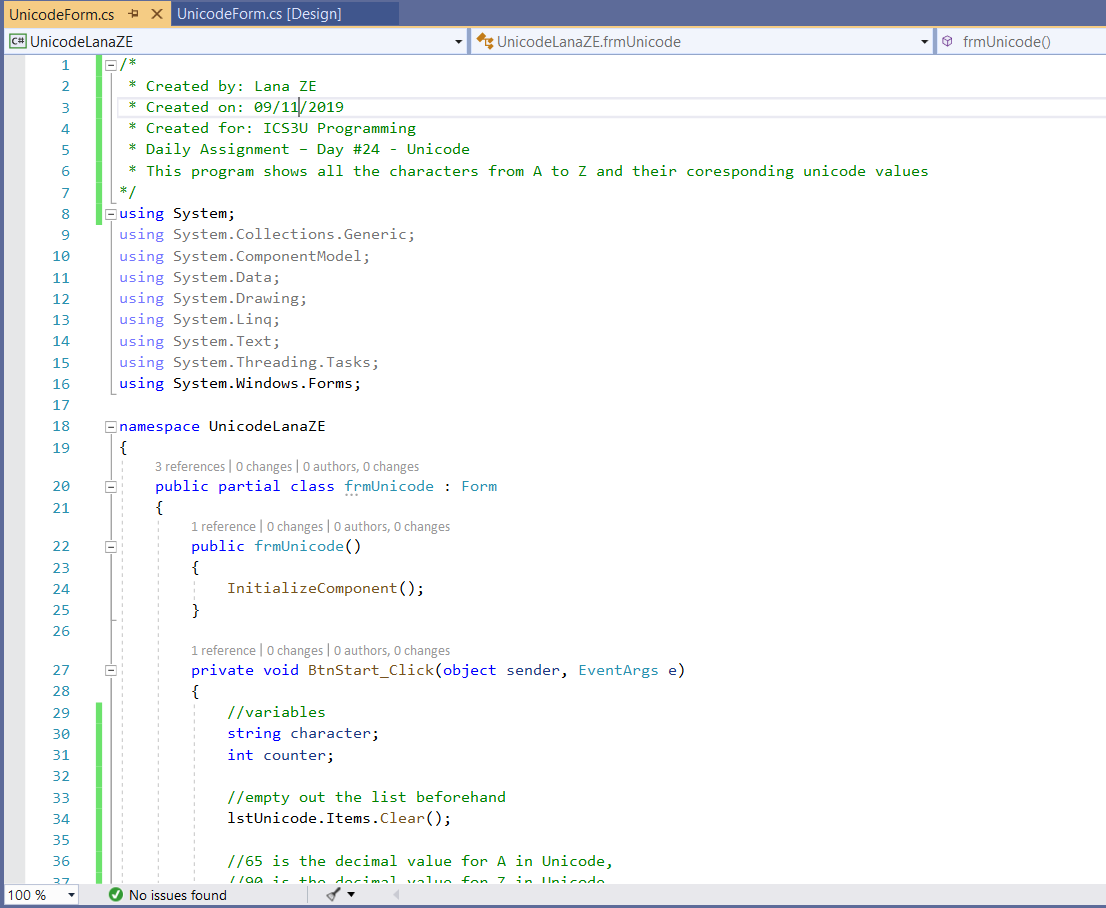 UnicodeForm.cs
UnicodeForm.cs [Design]
C# UnicodeLanaZE
UnicodeLanaZE.frmUnicode
frmUnicode()
1 /*
2 * Created by: Lana ZE
3 * Created on: 09/11/2019
4 * Created for: ICS3U Programming
5 * Daily Assignment – Day #24 - Unicode
6 * This program shows all the characters from A to Z and their coresponding unicode values
7 */
8 using System;
9 using System.Collections.Generic;
10 using System.ComponentModel;
11 using System.Data;
12 using System.Drawing;
13 using System.Linq;
14 using System.Text;
15 using System.Threading.Tasks;
16 using System.Windows.Forms;
17
18 namespace UnicodeLanaZE
19 {
3 references | 0 changes | 0 authors, 0 changes
20 public partial class frmUnicode : Form
21 {
1 reference | 0 changes | 0 authors, 0 changes
22 public frmUnicode()
23 {
24 InitializeComponent();
25 }
26
1 reference | 0 changes | 0 authors, 0 changes
27 private void BtnStart_Click(object sender, EventArgs e)
28 {
29 //variables
30 string character;
31 int counter;
32
33 //empty out the list beforehand
34 lstUnicode.Items.Clear();
35
36 //65 is the decimal value for A in Unicode,
37 //90 is the decimal value for Z in Unicode
100 %
No issues found